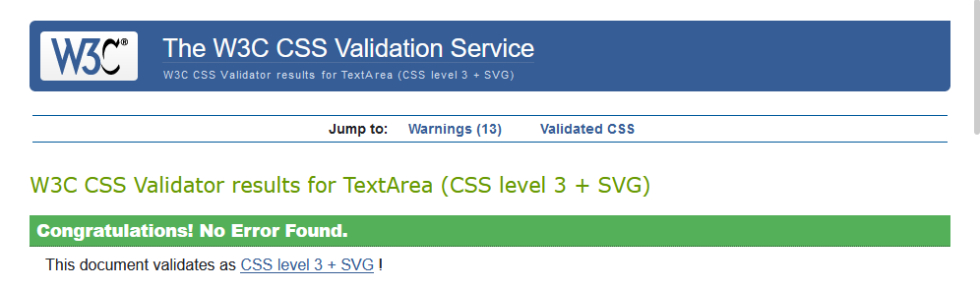 W3C®
The W3C CSS Validation Service
W3C CSS Validator results for TextArea (CSS level 3 + SVG)
Jump to: Warnings (13) Validated CSS
W3C CSS Validator results for TextArea (CSS level 3 + SVG)
Congratulations! No Error Found.
This document validates as CSS level 3 + SVG !